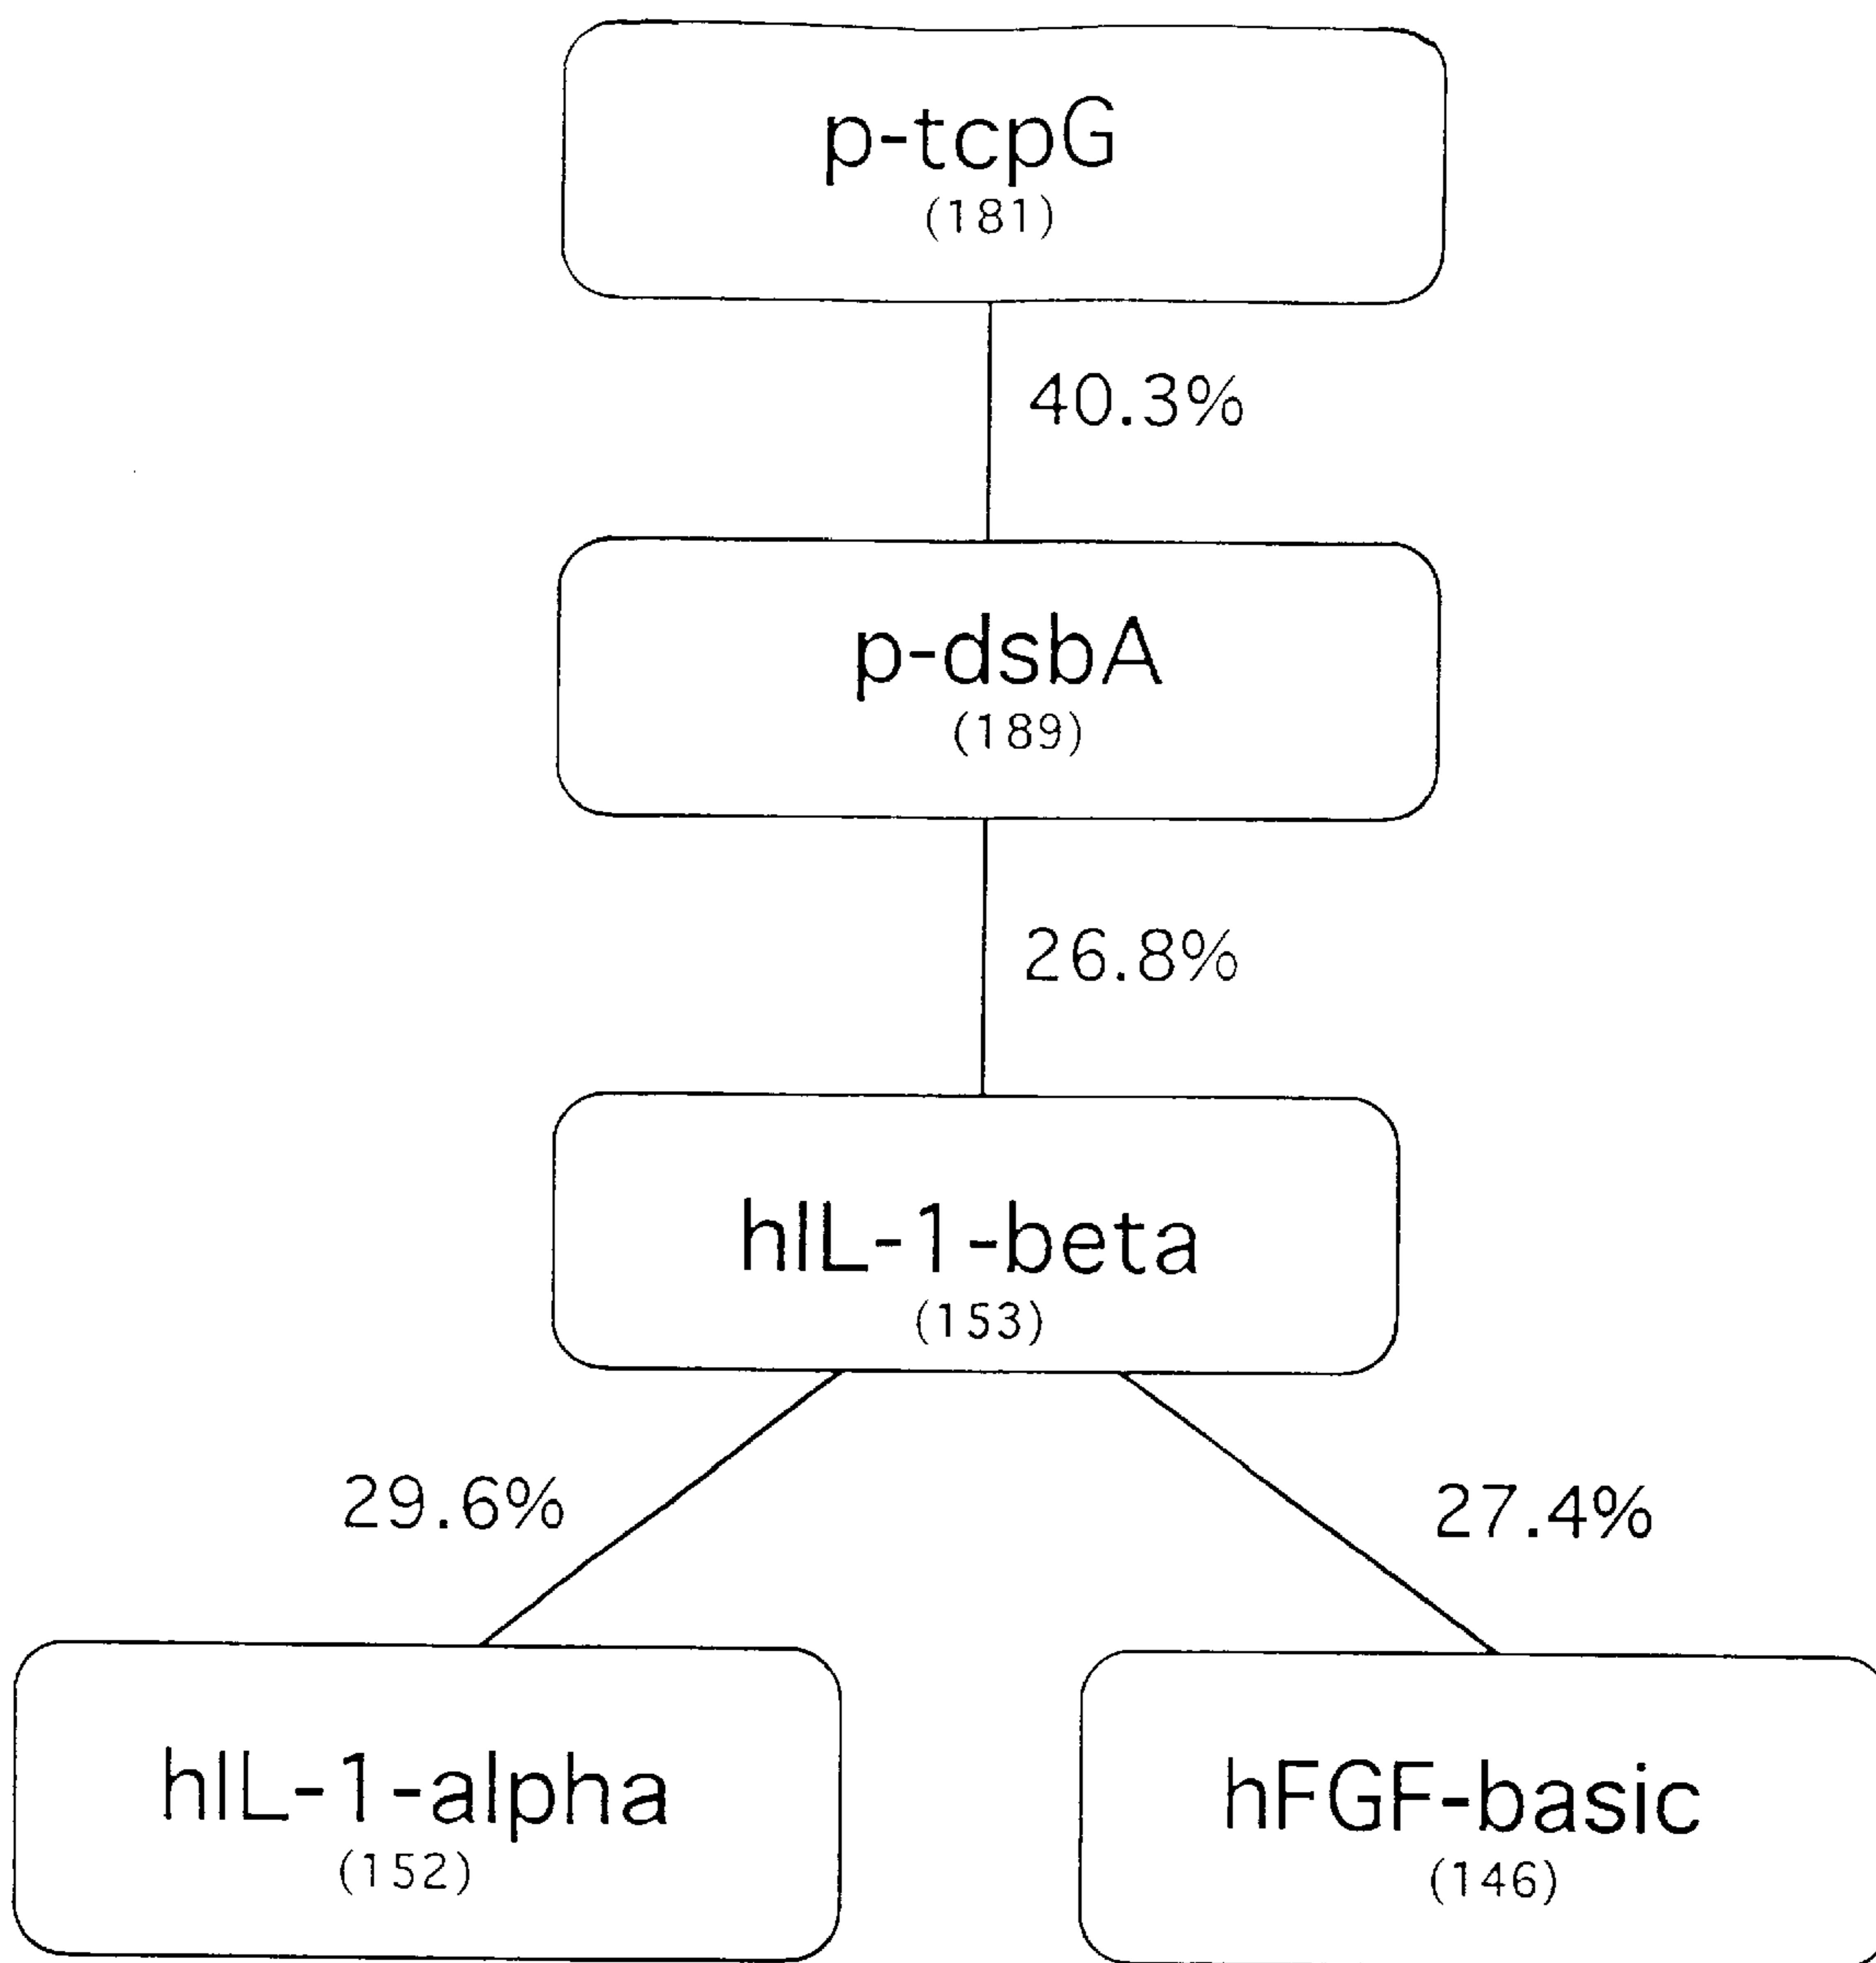 p-tcpG
(181)
40.3%
p-dsbA
(189)
26.8%
hIL-1-beta
(153)
29.6%
27.4%
hIL-1-alpha
(152)
hFGF-basic
(146)